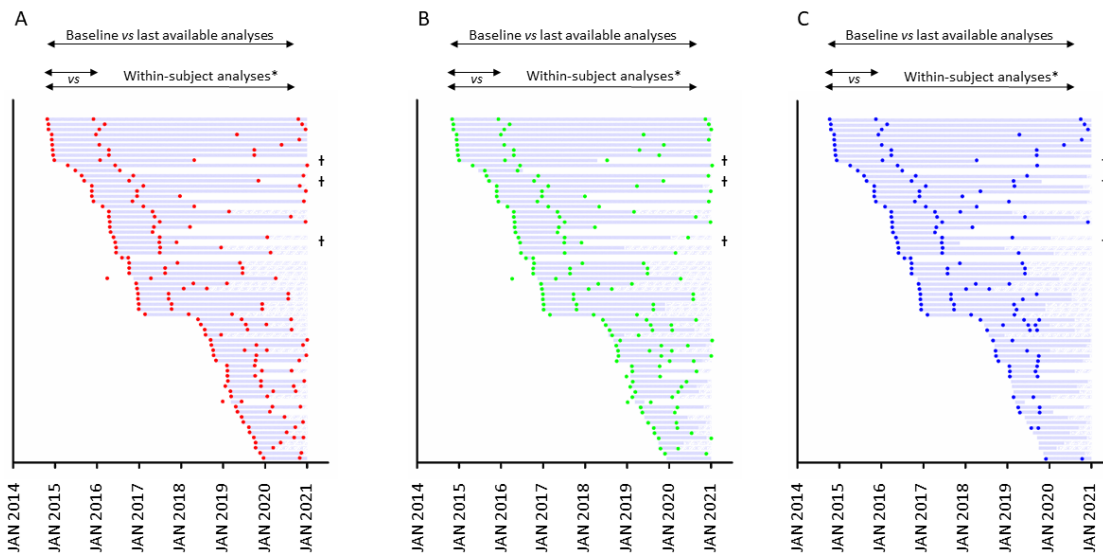 A
B
C
Baseline vs last available analyses
Baseline vs last available analyses
Baseline vs last available analyses
vs
Within-subject analyses*
vs
Within-subject analyses*
vs
Within-subject analyses*
†
†
†
†
†
†
JAN 2014
JAN 2015
JAN 2016
JAN 2017
JAN 2018
JAN 2019
JAN 2020
JAN 2021
JAN 2014
JAN 2015
JAN 2016
JAN 2017
JAN 2018
JAN 2019
JAN 2020
JAN 2021
JAN 2014
JAN 2015
JAN 2016
JAN 2017
JAN 2018
JAN 2019
JAN 2020
JAN 2021